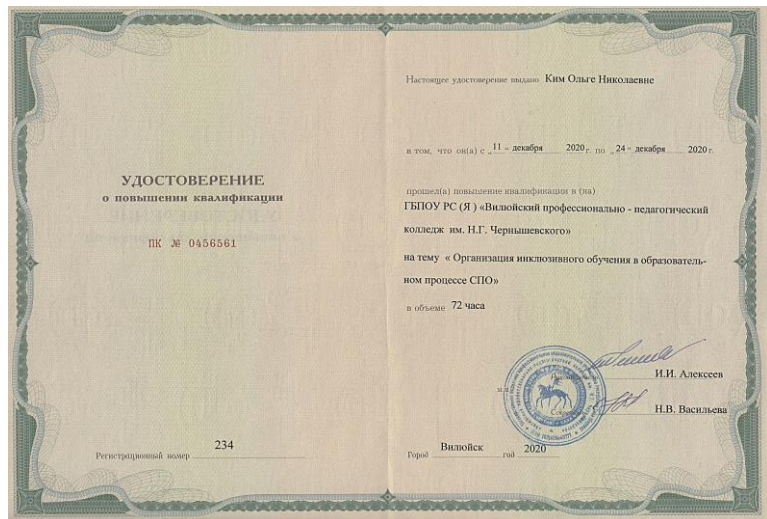 УДОСТОВЕРЕНИЕ
о повышении квалификации
ПК № 0456561
Регистрационный номер 234
Настоящее удостоверение выдано Ким Ольге Николаевне
в том, что он(а) с „11 " декабря 2020 г. по „24 " декабря 2020 г.
прошел(а) повышение квалификации в (на)
ГБПОУ РС (Я ) «Вилюйский профессионально - педагогический
колледж им. Н.Г. Чернышевского»
на тему « Организация инклюзивного обучения в образователь-
ном процессе СПО»
в объеме 72 часа
И.И. Алексеев
Н.В. Васильева
Город Вилюйск год 2020